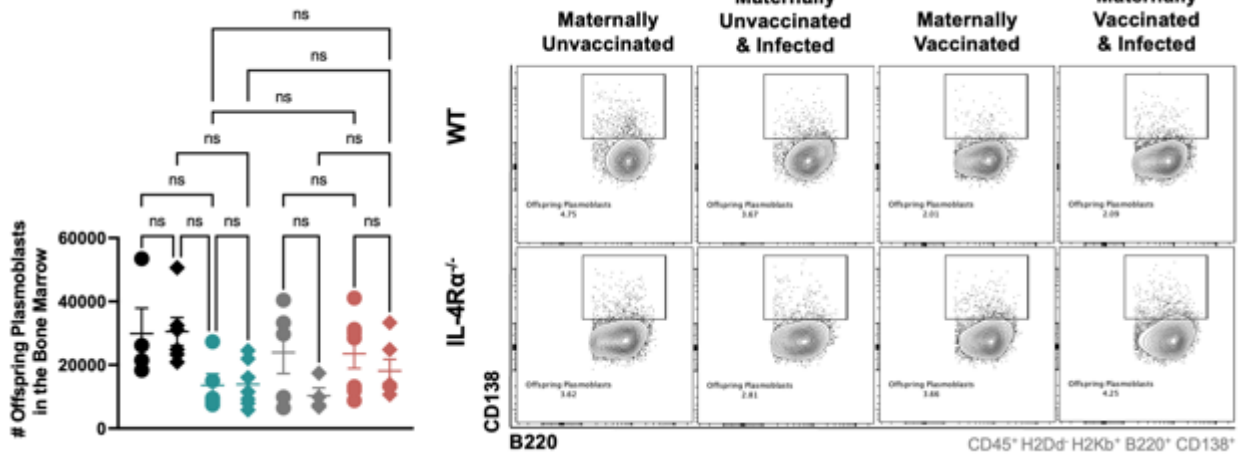 ns
ns
ns
ns
ns
ns
ns
ns
ns
ns
ns
ns
60000
40000
20000
0
# Offspring Plasmoblasts
in the Bone Marrow
Maternally
Unvaccinated
Maternally
Unvaccinated
& Infected
Maternally
Vaccinated
Maternally
Vaccinated
& Infected
WT
Offspring Plasmoblasts
4.75
Offspring Plasmoblasts
3.67
Offspring Plasmoblasts
2.01
Offspring Plasmoblasts
2.09
IL-4Rα-/-
Offspring Plasmoblasts
3.62
Offspring Plasmoblasts
2.81
Offspring Plasmoblasts
3.66
Offspring Plasmoblasts
4.25
CD138
B220
CD45+ H2Dd- H2Kb+ B220+ CD138+